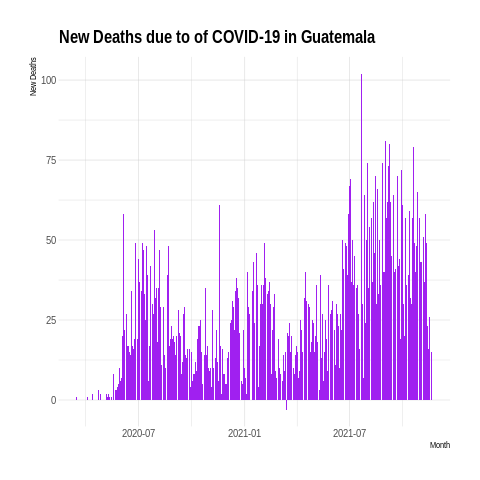 New Deaths due to of COVID-19 in Guatemala
New Deaths
100
75
50
25
0
2020-07
2021-01
2021-07
Month